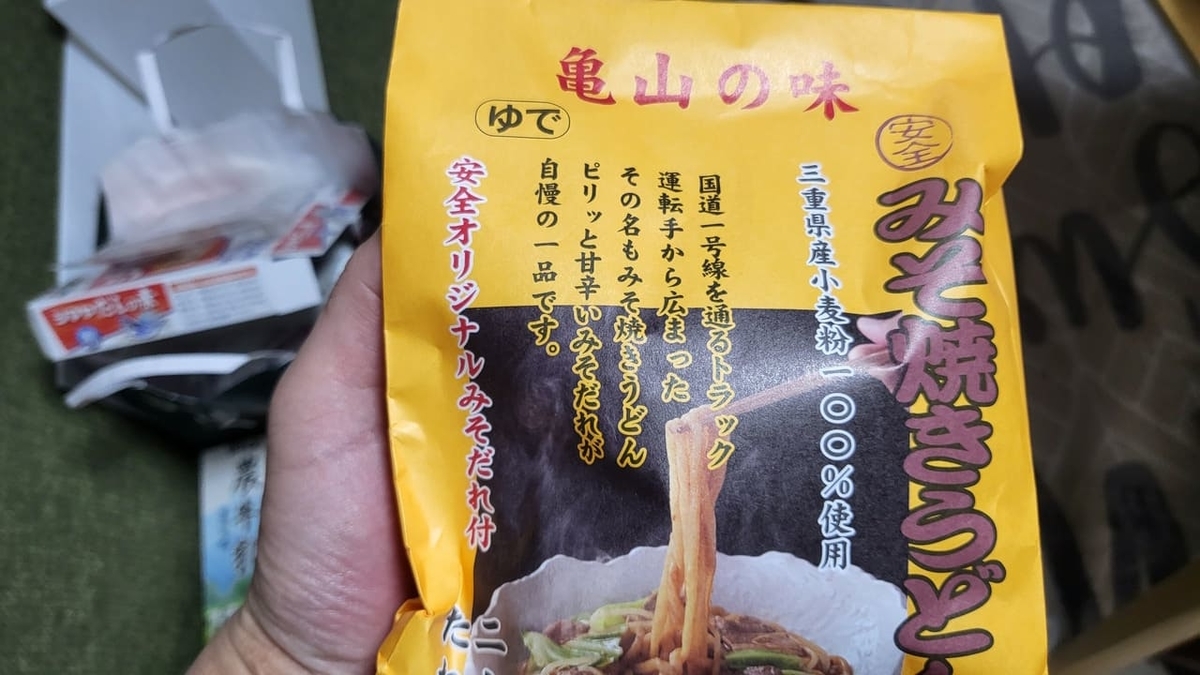 亀山の味
ゆで
安全
みそ焼きうど
三重県産小麦粉一〇〇%使用
国道一号線を通るトラック
運転手から広まった
その名もみそ焼きうどん
ピリッと甘辛いみそだれが
自慢の一品です。
安全オリジナルみそだれ付
二
たれ